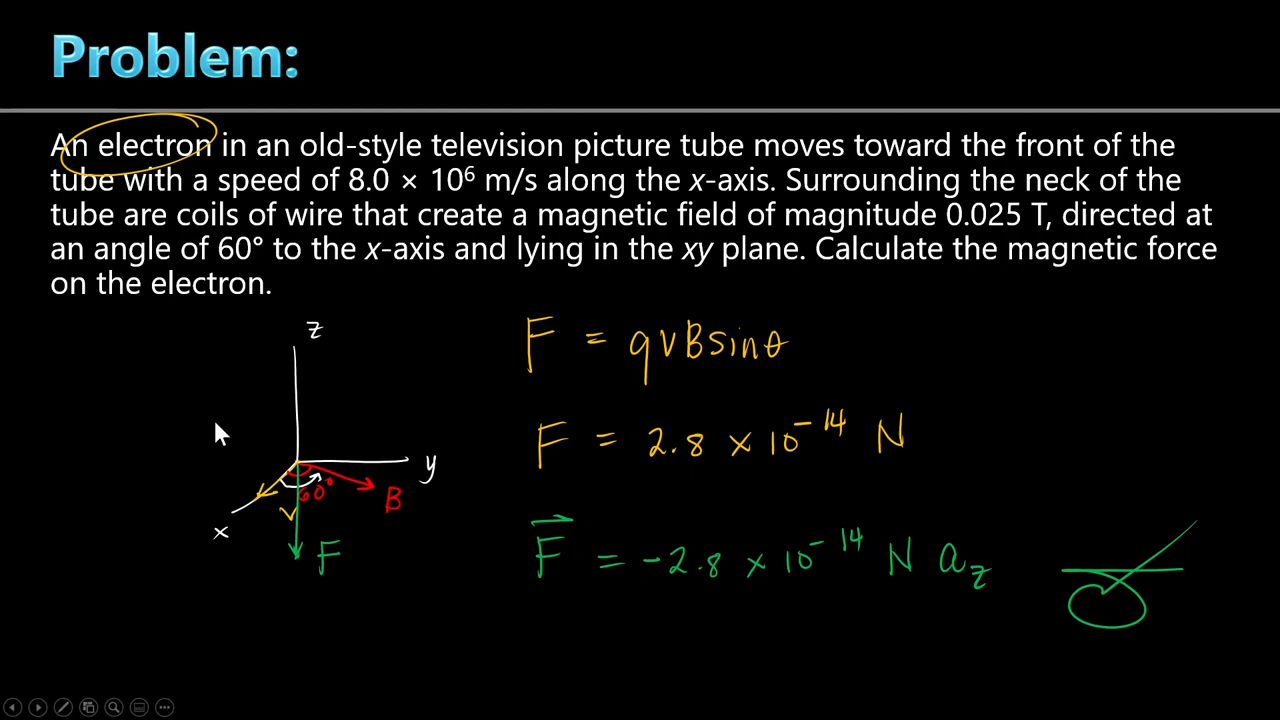 Problem:
An electron in an old-style television picture tube moves toward the front of the
tube with a speed of 8.0 × 10⁶ m/s along the x-axis. Surrounding the neck of the
tube are coils of wire that create a magnetic field of magnitude 0.025 T, directed at
an angle of 60° to the x-axis and lying in the xy plane. Calculate the magnetic force
on the electron.
z
F = qvBsinθ
F = 2.8 × 10⁻¹⁴ N
y
60°
B
v
x
F
F⃗ = -2.8 × 10⁻¹⁴ N a_z